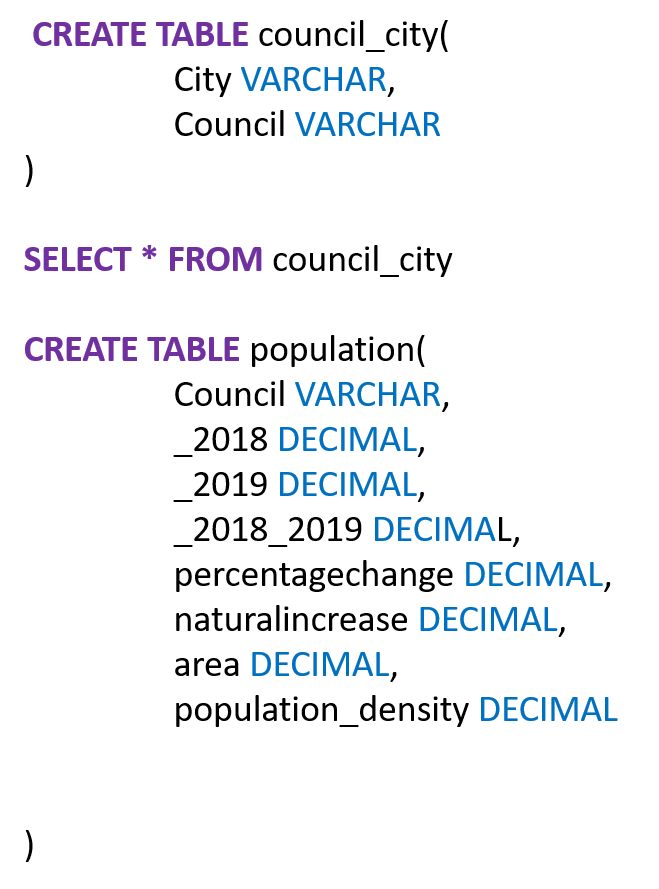 CREATE TABLE council_city(
City VARCHAR,
Council VARCHAR
)
SELECT * FROM council_city
CREATE TABLE population(
Council VARCHAR,
_2018 DECIMAL,
_2019 DECIMAL,
_2018_2019 DECIMAL,
percentagechange DECIMAL,
naturalincrease DECIMAL,
area DECIMAL,
population_density DECIMAL
)